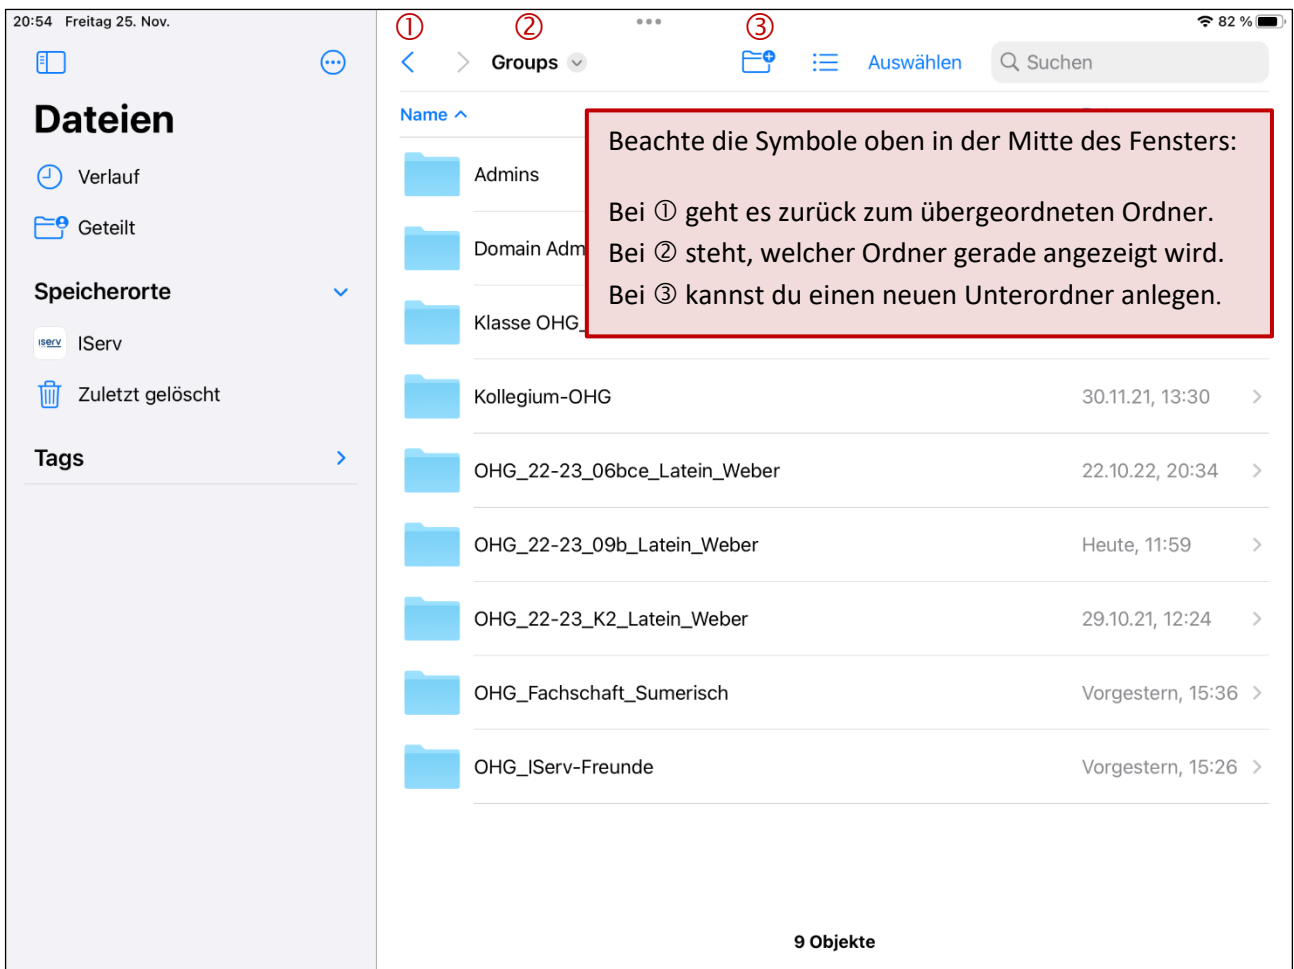 20:54 Freitag 25. Nov.
82 %
① ② ③
Groups
Auswählen
Suchen
Dateien
Verlauf
Geteilt
Speicherorte
IServ
IServ
Zuletzt gelöscht
Tags
Name
Beachte die Symbole oben in der Mitte des Fensters:
Bei ① geht es zurück zum übergeordneten Ordner.
Bei ② steht, welcher Ordner gerade angezeigt wird.
Bei ③ kannst du einen neuen Unterordner anlegen.
Admins
Domain Adm
Klasse OHG_
Kollegium-OHG 30.11.21, 13:30
OHG_22-23_06bce_Latein_Weber 22.10.22, 20:34
OHG_22-23_09b_Latein_Weber Heute, 11:59
OHG_22-23_K2_Latein_Weber 29.10.21, 12:24
OHG_Fachschaft_Sumerisch Vorgestern, 15:36
OHG_IServ-Freunde Vorgestern, 15:26
9 Objekte